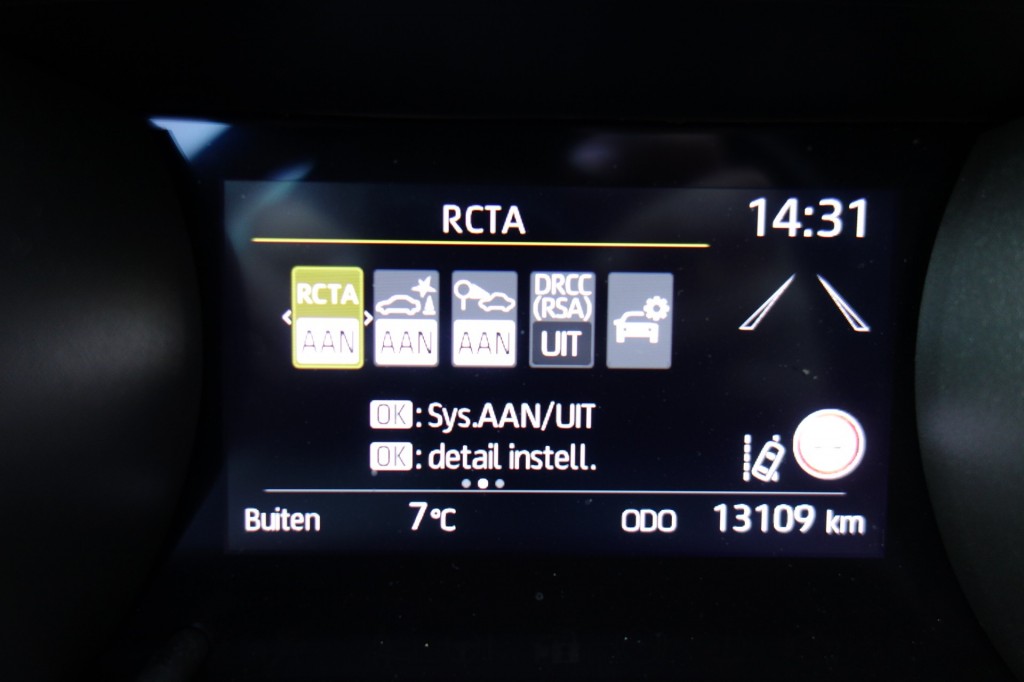 RCTA
14:31
RCTA
AAN
AAN
AAN
DRCC
(RSA)
UIT
OK : Sys.AAN/UIT
OK : detail instell.
Buiten 7°C ODO 13109 km